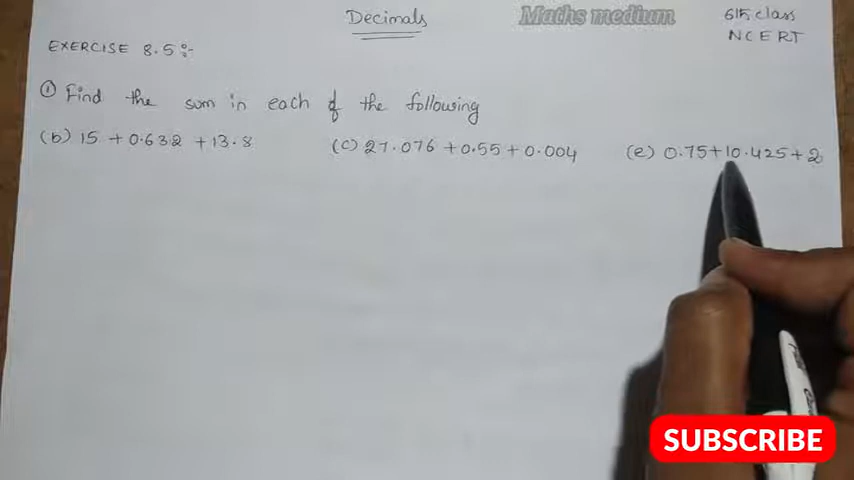 Decimals
Maths medium
6th class
NCERT
EXERCISE 8.5:-
① Find the sum in each of the following
(b) 15 + 0.632 + 13.8
(c) 27.076 + 0.55 + 0.004
(e) 0.75+10.425+2
SUBSCRIBE